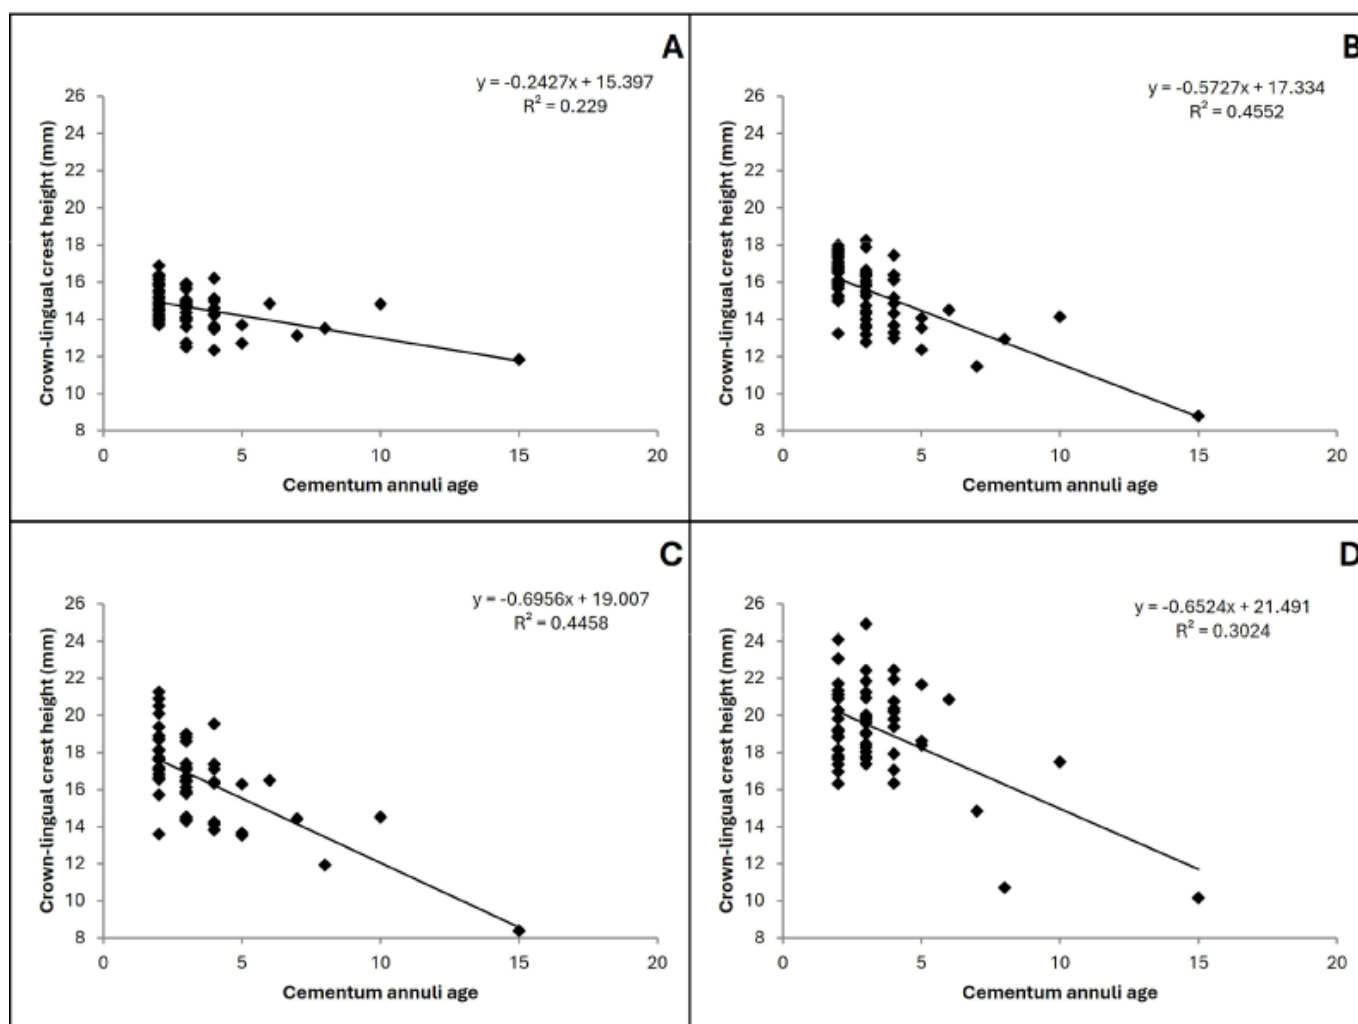 A
y = -0.2427x + 15.397
R² = 0.229
26
24
22
20
18
16
14
12
10
8
0 5 10 15 20
Crown-lingual crest height (mm)
Cementum annuli age
B
y = -0.5727x + 17.334
R² = 0.4552
26
24
22
20
18
16
14
12
10
8
0 5 10 15 20
Crown-lingual crest height (mm)
Cementum annuli age
C
y = -0.6956x + 19.007
R² = 0.4458
26
24
22
20
18
16
14
12
10
8
0 5 10 15 20
Crown-lingual crest height (mm)
Cementum annuli age
D
y = -0.6524x + 21.491
R² = 0.3024
26
24
22
20
18
16
14
12
10
8
0 5 10 15 20
Crown-lingual crest height (mm)
Cementum annuli age